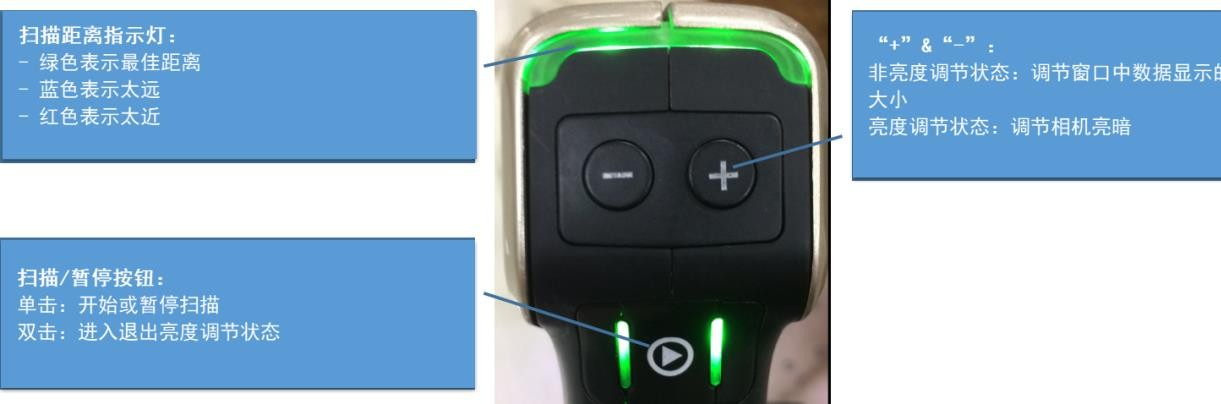 扫描距离指示灯：
- 绿色表示最佳距离
- 蓝色表示太远
- 红色表示太近
“+”&“-”：
非亮度调节状态：调节窗口中数据显示的
大小
亮度调节状态：调节相机亮暗
扫描/暂停按钮：
单击：开始或暂停扫描
双击：进入退出亮度调节状态